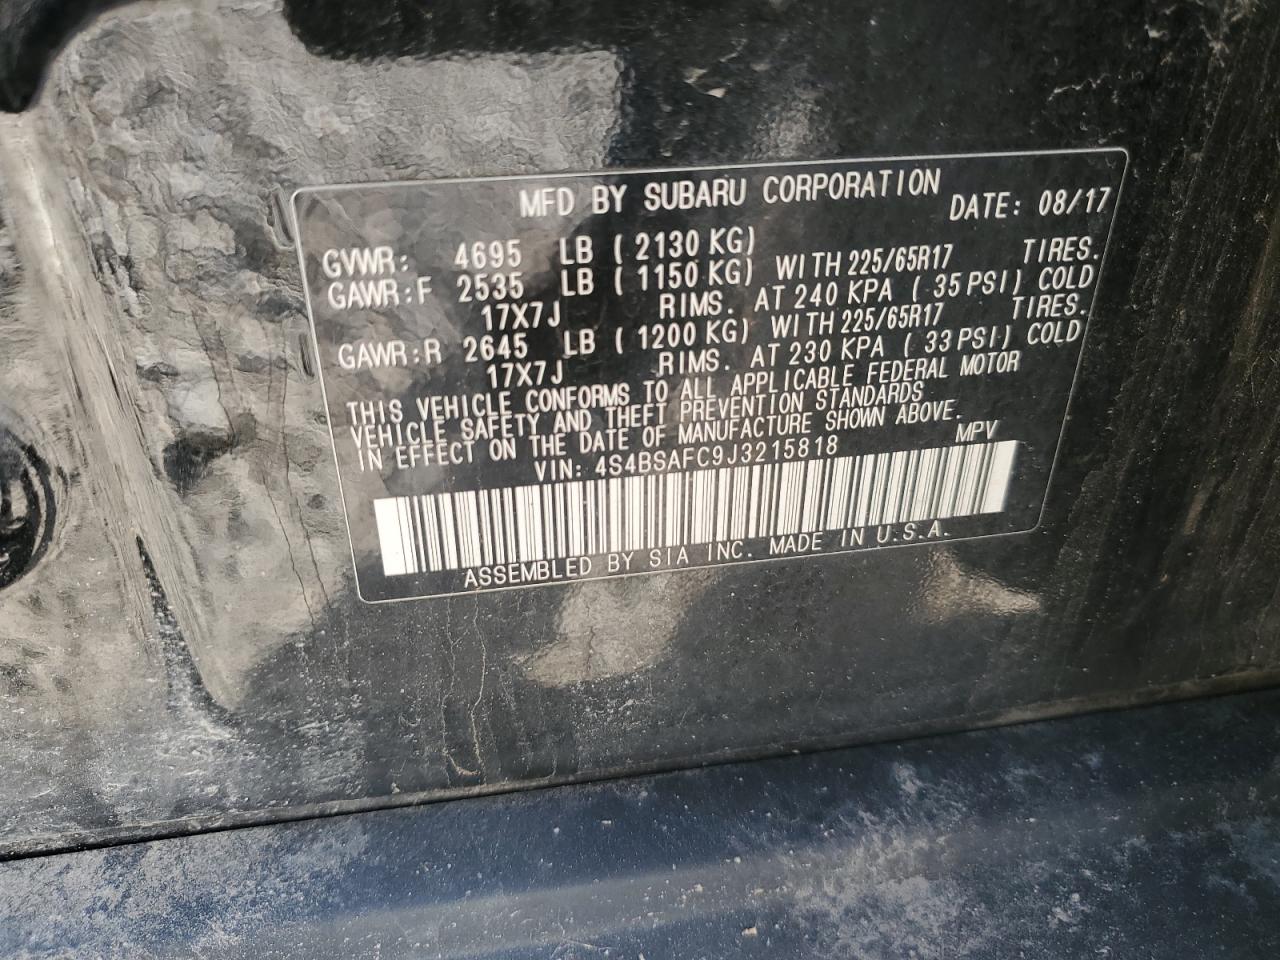 MFD BY SUBARU CORPORATION DATE: 08/17
GVWR: 4695 LB ( 2130 KG)
GAWR:F 2535 LB ( 1150 KG) WITH 225/65R17 TIRES.
17X7J RIMS. AT 240 KPA ( 35 PSI) COLD
GAWR:R 2645 LB ( 1200 KG) WITH 225/65R17 TIRES.
17X7J RIMS. AT 230 KPA ( 33 PSI) COLD
THIS VEHICLE CONFORMS TO ALL APPLICABLE FEDERAL MOTOR
VEHICLE SAFETY AND THEFT PREVENTION STANDARDS
IN EFFECT ON THE DATE OF MANUFACTURE SHOWN ABOVE.
VIN: 4S4BSAFC9J3215818 MPV
ASSEMBLED BY SIA INC. MADE IN U.S.A.